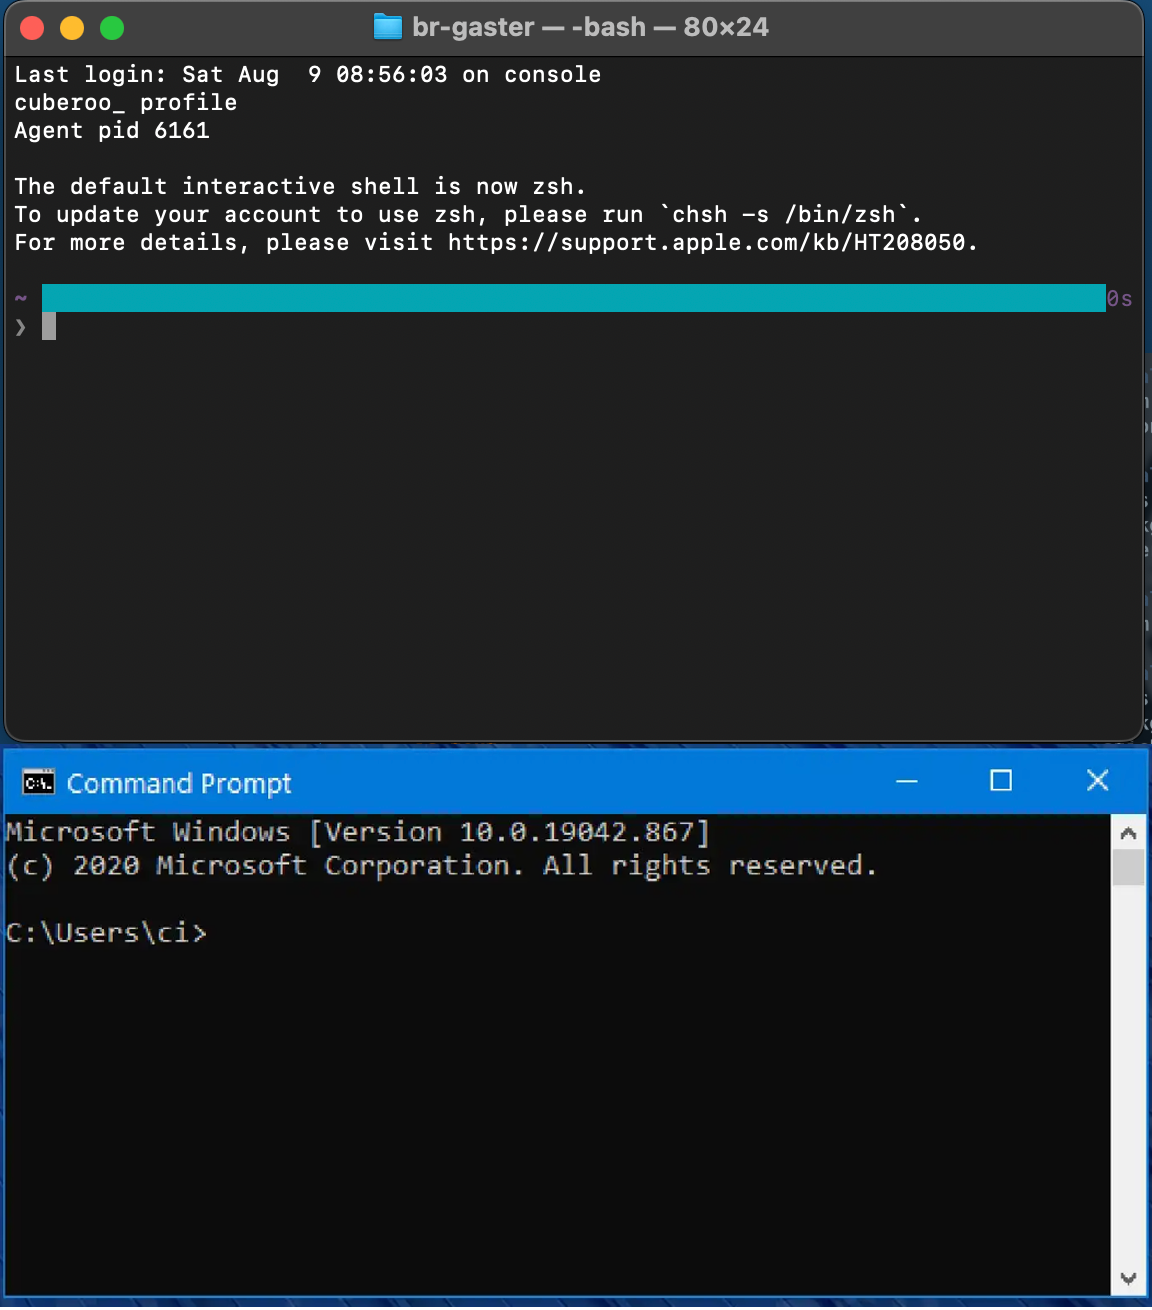 br-gaster — -bash — 80×24
Last login: Sat Aug  9 08:56:03 on console
cuberoo_ profile
Agent pid 6161
The default interactive shell is now zsh.
To update your account to use zsh, please run `chsh -s /bin/zsh`.
For more details, please visit https://support.apple.com/kb/HT208050.
~ 0s
❯
C:\. Command Prompt
Microsoft Windows [Version 10.0.19042.867]
(c) 2020 Microsoft Corporation. All rights reserved.
C:\Users\ci>